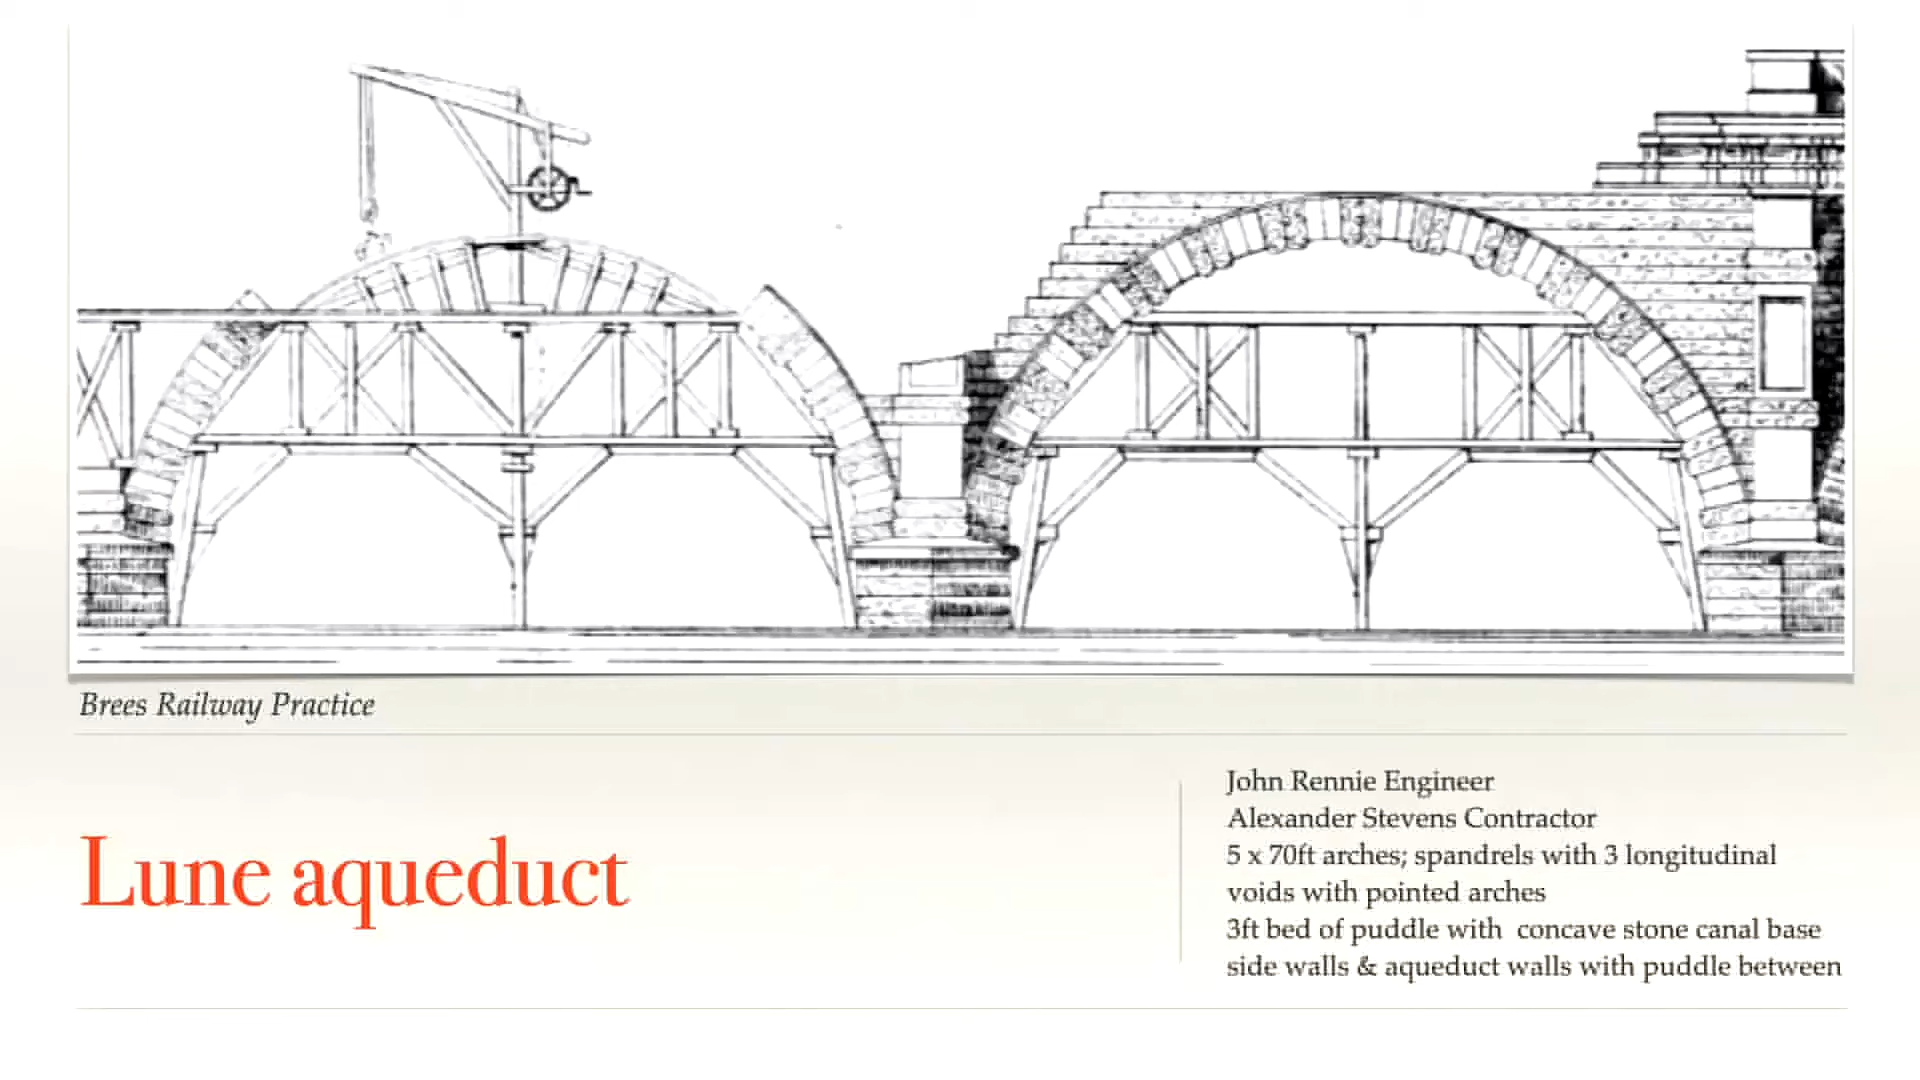 Brees Railway Practice
Lune aqueduct
John Rennie Engineer
Alexander Stevens Contractor
5 x 70ft arches; spandrels with 3 longitudinal
voids with pointed arches
3ft bed of puddle with concave stone canal base
side walls & aqueduct walls with puddle between